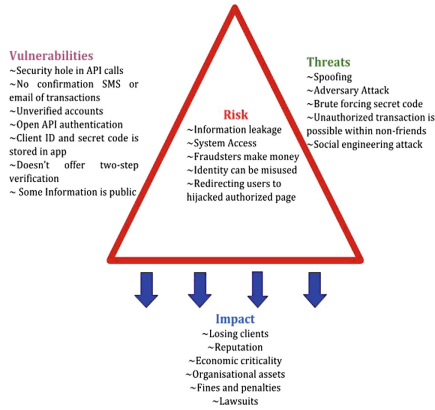 Vulnerabilities
~Security hole in API calls
~No confirmation SMS or
email of transactions
~Unverified accounts
~Open API authentication
~Client ID and secret code is
stored in app
~Doesn't offer two-step
verification
~ Some Information is public
Risk
~Information leakage
~System Access
~Fraudsters make money
~Identity can be misused
~Redirecting users to
hijacked authorized page
Threats
~Spoofing
~Adversary Attack
~Brute forcing secret code
~Unauthorized transaction is
possible within non-friends
~Social engineering attack
Impact
~Losing clients
~Reputation
~Economic criticality
~Organisational assets
~Fines and penalties
~Lawsuits